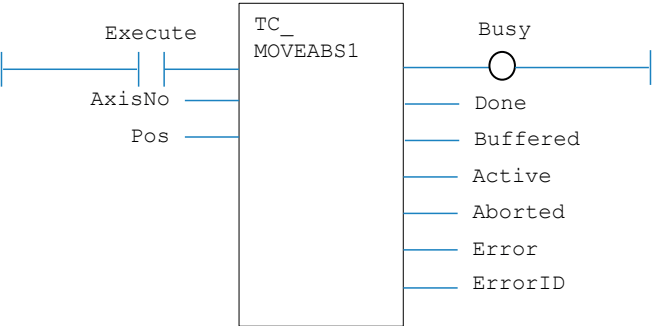 Execute
TC_
MOVEABS1
Busy
AxisNo
Done
Pos
Buffered
Active
Aborted
Error
ErrorID